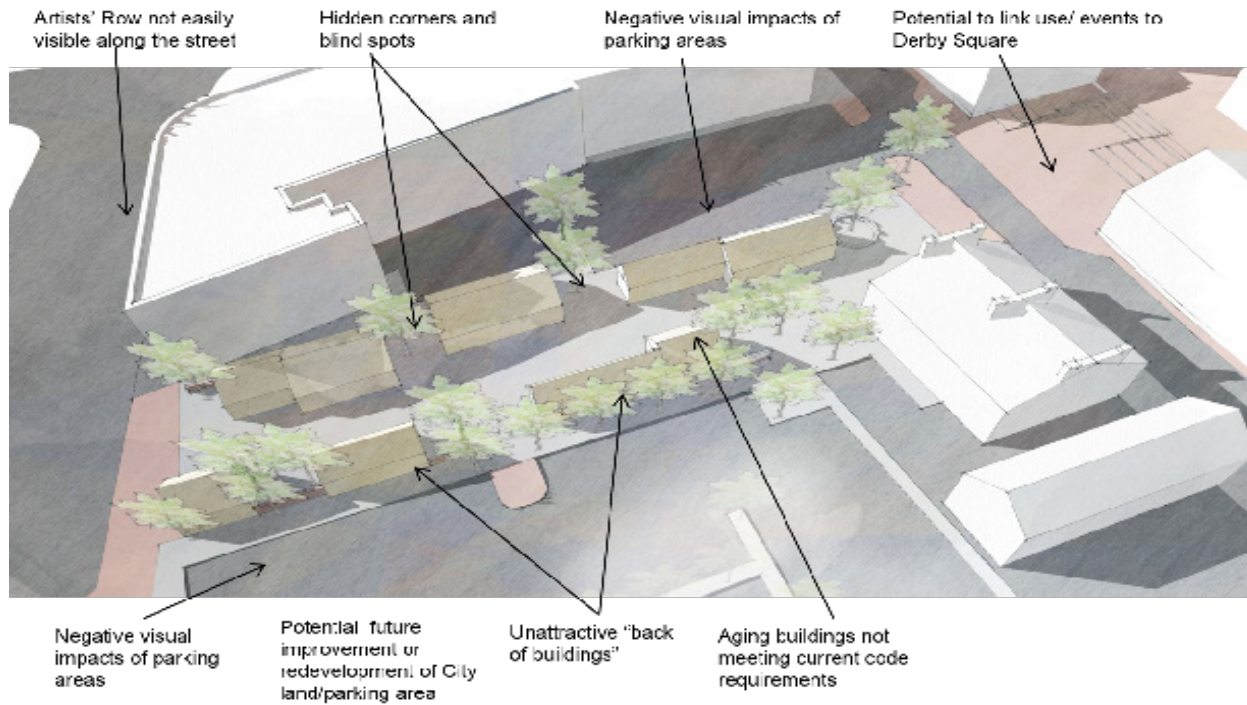 Artists' Row not easily
visible along the street
Hidden corners and
blind spots
Negative visual impacts of
parking areas
Potential to link use/ events to
Derby Square
Negative visual
impacts of parking
areas
Potential future
improvement or
redevelopment of City
land/parking area
Unattractive "back
of buildings"
Aging buildings not
meeting current code
requirements